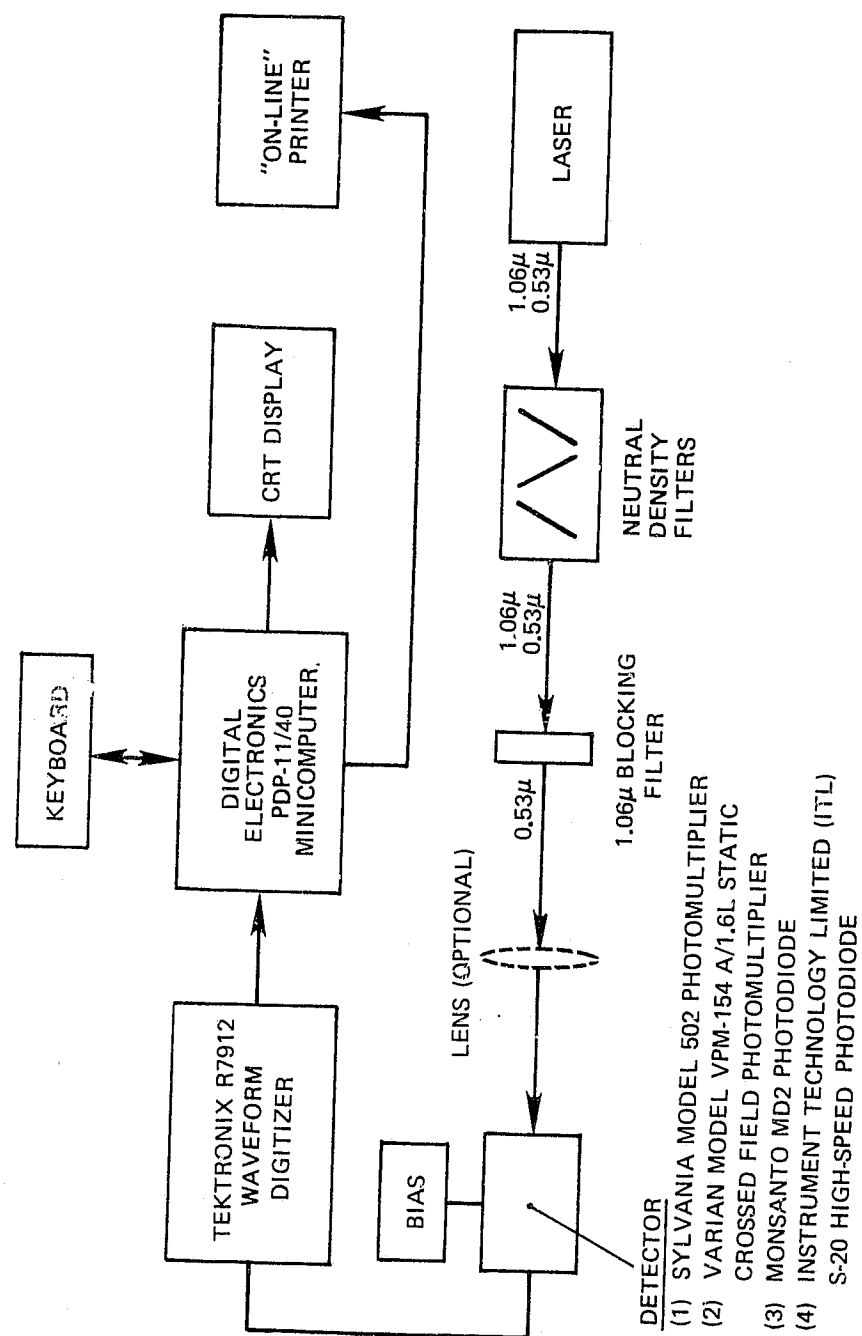 KEYBOARD
TEKTRONIX R7912
WAVEFORM
DIGITIZER
DIGITAL
ELECTRONICS
PDP-11/40
MINICOMPUTER.
CRT DISPLAY
"ON-LINE"
PRINTER
BIAS
LENS (OPTIONAL)
0.53μ
1.06μ BLOCKING
FILTER
1.06μ
0.53μ
NEUTRAL
DENSITY
FILTERS
1.06μ
0.53μ
LASER
DETECTOR
(1) SYLVANIA MODEL 502 PHOTOMULTIPLIER
(2) VARIAN MODEL VPM-154 A/1.6L STATIC
CROSSED FIELD PHOTOMULTIPLIER
(3) MONSANTO MD2 PHOTODIODE
(4) INSTRUMENT TECHNOLOGY LIMITED (ITL)
S-20 HIGH-SPEED PHOTODIODE